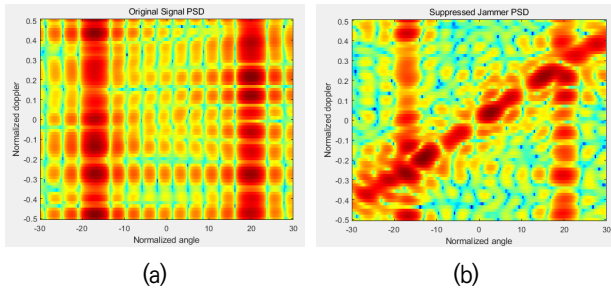 Original Signal PSD
Normalized doppler
0.5
0.4
0.3
0.2
0.1
0
-0.1
-0.2
-0.3
-0.4
-0.5
-30 -20 -10 0 10 20 30
Normalized angle
(a)
Suppressed Jammer PSD
Normalized doppler
0.5
0.4
0.3
0.2
0.1
0
-0.1
-0.2
-0.3
-0.4
-0.5
-30 -20 -10 0 10 20 30
Normalized angle
(b)